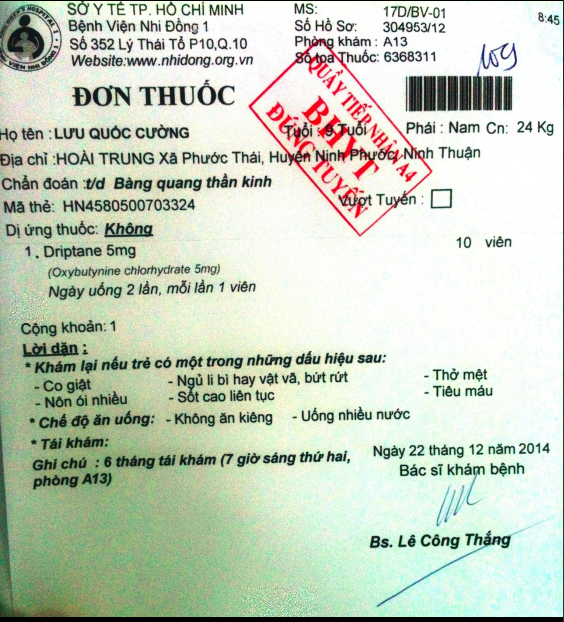 SỞ Y TẾ TP. HỒ CHÍ MINH
Bệnh Viện Nhi Đồng 1
Số 352 Lý Thái Tổ P10,Q.10
Website:www.nhidong.org.vn
MS: 17D/BV-01
Số Hồ Sơ: 304953/12
Phòng khám : A13
Số toa Thuốc: 6368311
8:45
109
ĐƠN THUỐC
QUẦY TIẾP NHẬN A4
BHYT
ĐÚNG TUYẾN
Họ tên : LƯU QUỐC CƯỜNG Tuổi : 9 Tuổi Phái : Nam Cn: 24 Kg
Địa chỉ :HOÀI TRUNG Xã Phước Thái, Huyện Ninh Phước, Ninh Thuận
Chẩn đoán :t/d Bàng quang thần kinh
Mã thẻ: HN4580500703324 Vượt Tuyến :
Dị ứng thuốc: Không
1. Driptane 5mg 10 viên
(Oxybutynine chlorhydrate 5mg)
Ngày uống 2 lần, mỗi lần 1 viên
Cộng khoản: 1
Lời dặn :
* Khám lại nếu trẻ có một trong những dấu hiệu sau:
- Co giật - Ngủ li bì hay vật vã, bứt rứt - Thở mệt
- Nôn ói nhiều - Sốt cao liên tục - Tiêu máu
* Chế độ ăn uống: - Không ăn kiêng - Uống nhiều nước
* Tái khám:
Ghi chú : 6 tháng tái khám (7 giờ sáng thứ hai,
phòng A13)
Ngày 22 tháng 12 năm 2014
Bác sĩ khám bệnh
Bs. Lê Công Thắng